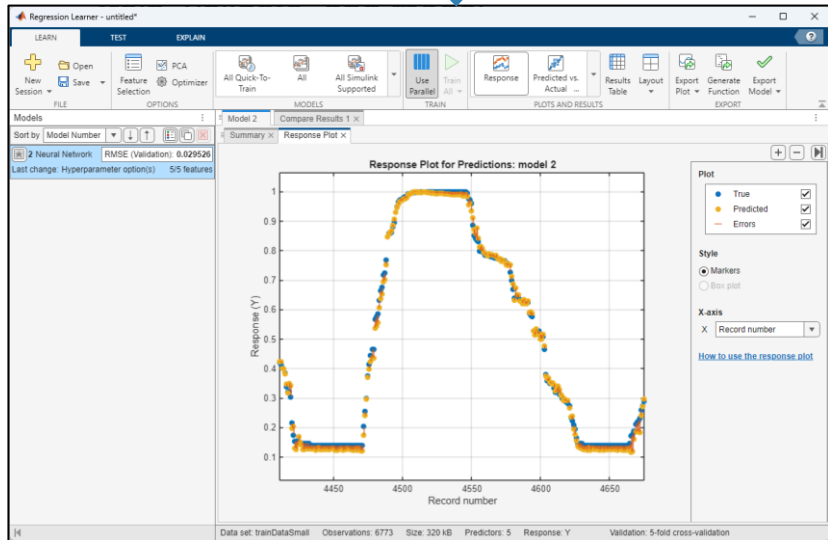 Regression Learner - untitled*
LEARN TEST EXPLAIN
New Session
Open
Save
FILE
Feature Selection
PCA
Optimizer
OPTIONS
All Quick-To-Train
All
All Simulink Supported
MODELS
Use Parallel
Train All
TRAIN
Response
Predicted vs. Actual ...
Results Table
Layout
PLOTS AND RESULTS
Export Plot
Generate Function
Export Model
EXPORT
Models
Sort by Model Number
2 Neural Network RMSE (Validation): 0.029526
Last change: Hyperparameter option(s) 5/5 features
Model 2 Compare Results 1
Summary Response Plot
Response Plot for Predictions: model 2
Response (Y)
1
0.9
0.8
0.7
0.6
0.5
0.4
0.3
0.2
0.1
4450 4500 4550 4600 4650
Record number
Plot
True
Predicted
Errors
Style
Markers
Box plot
X-axis
X Record number
How to use the response plot
Data set: trainDataSmall Observations: 6773 Size: 320 kB Predictors: 5 Response: Y Validation: 5-fold cross-validation